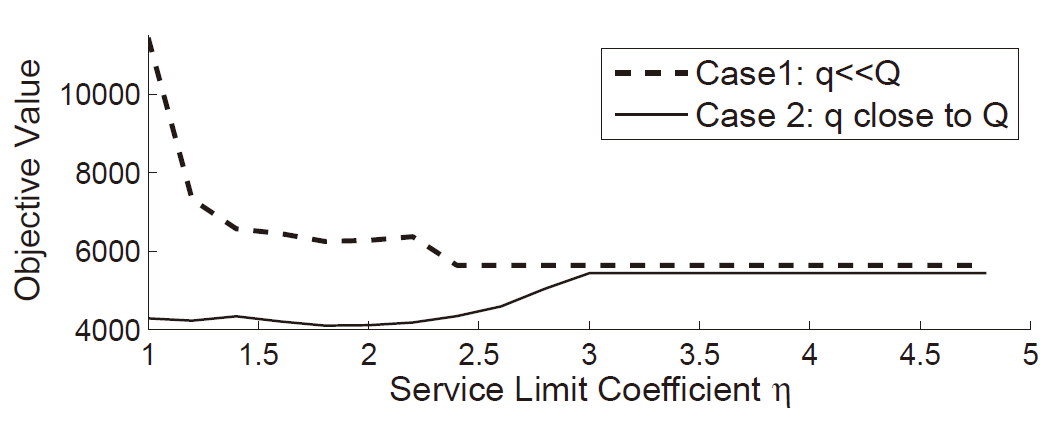 Objective Value
10000
8000
6000
4000
Case1: q<<Q
Case 2: q close to Q
1 1.5 2 2.5 3 3.5 4 4.5 5
Service Limit Coefficient η